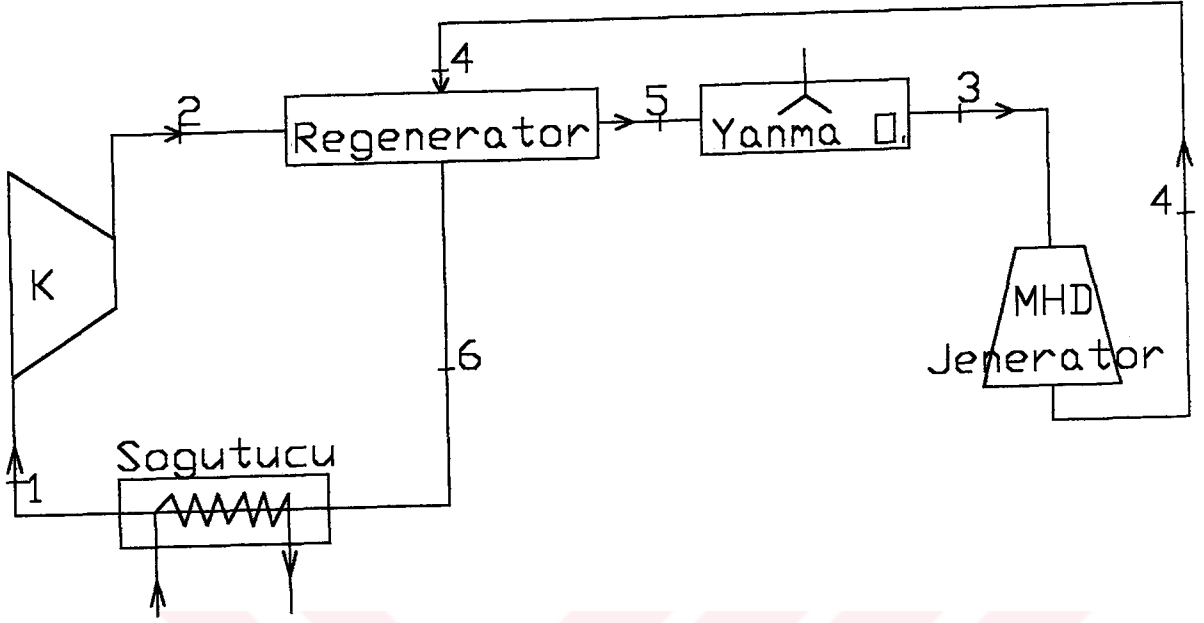 4
2
Regenerator
5
Yanma O.
3
4
K
MHD
Jenerator
6
Sogutucu
1